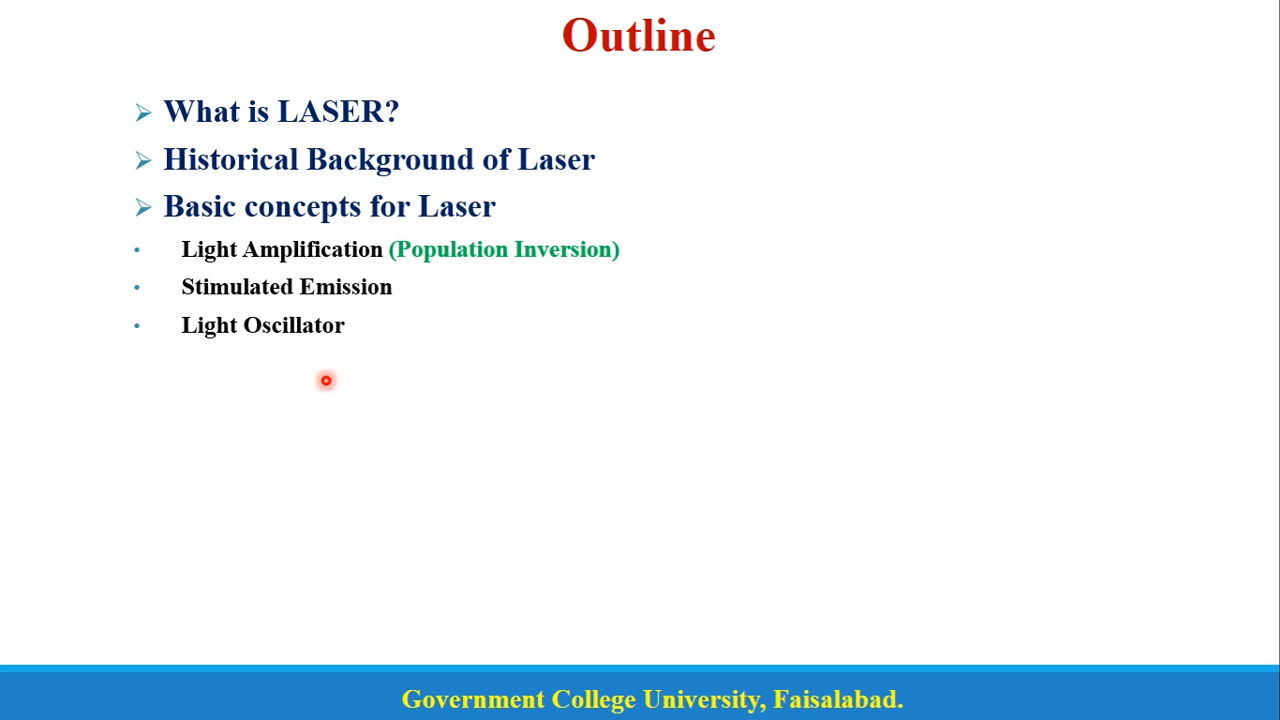 Outline
What is LASER?
Historical Background of Laser
Basic concepts for Laser
Light Amplification (Population Inversion)
Stimulated Emission
Light Oscillator
Government College University, Faisalabad.